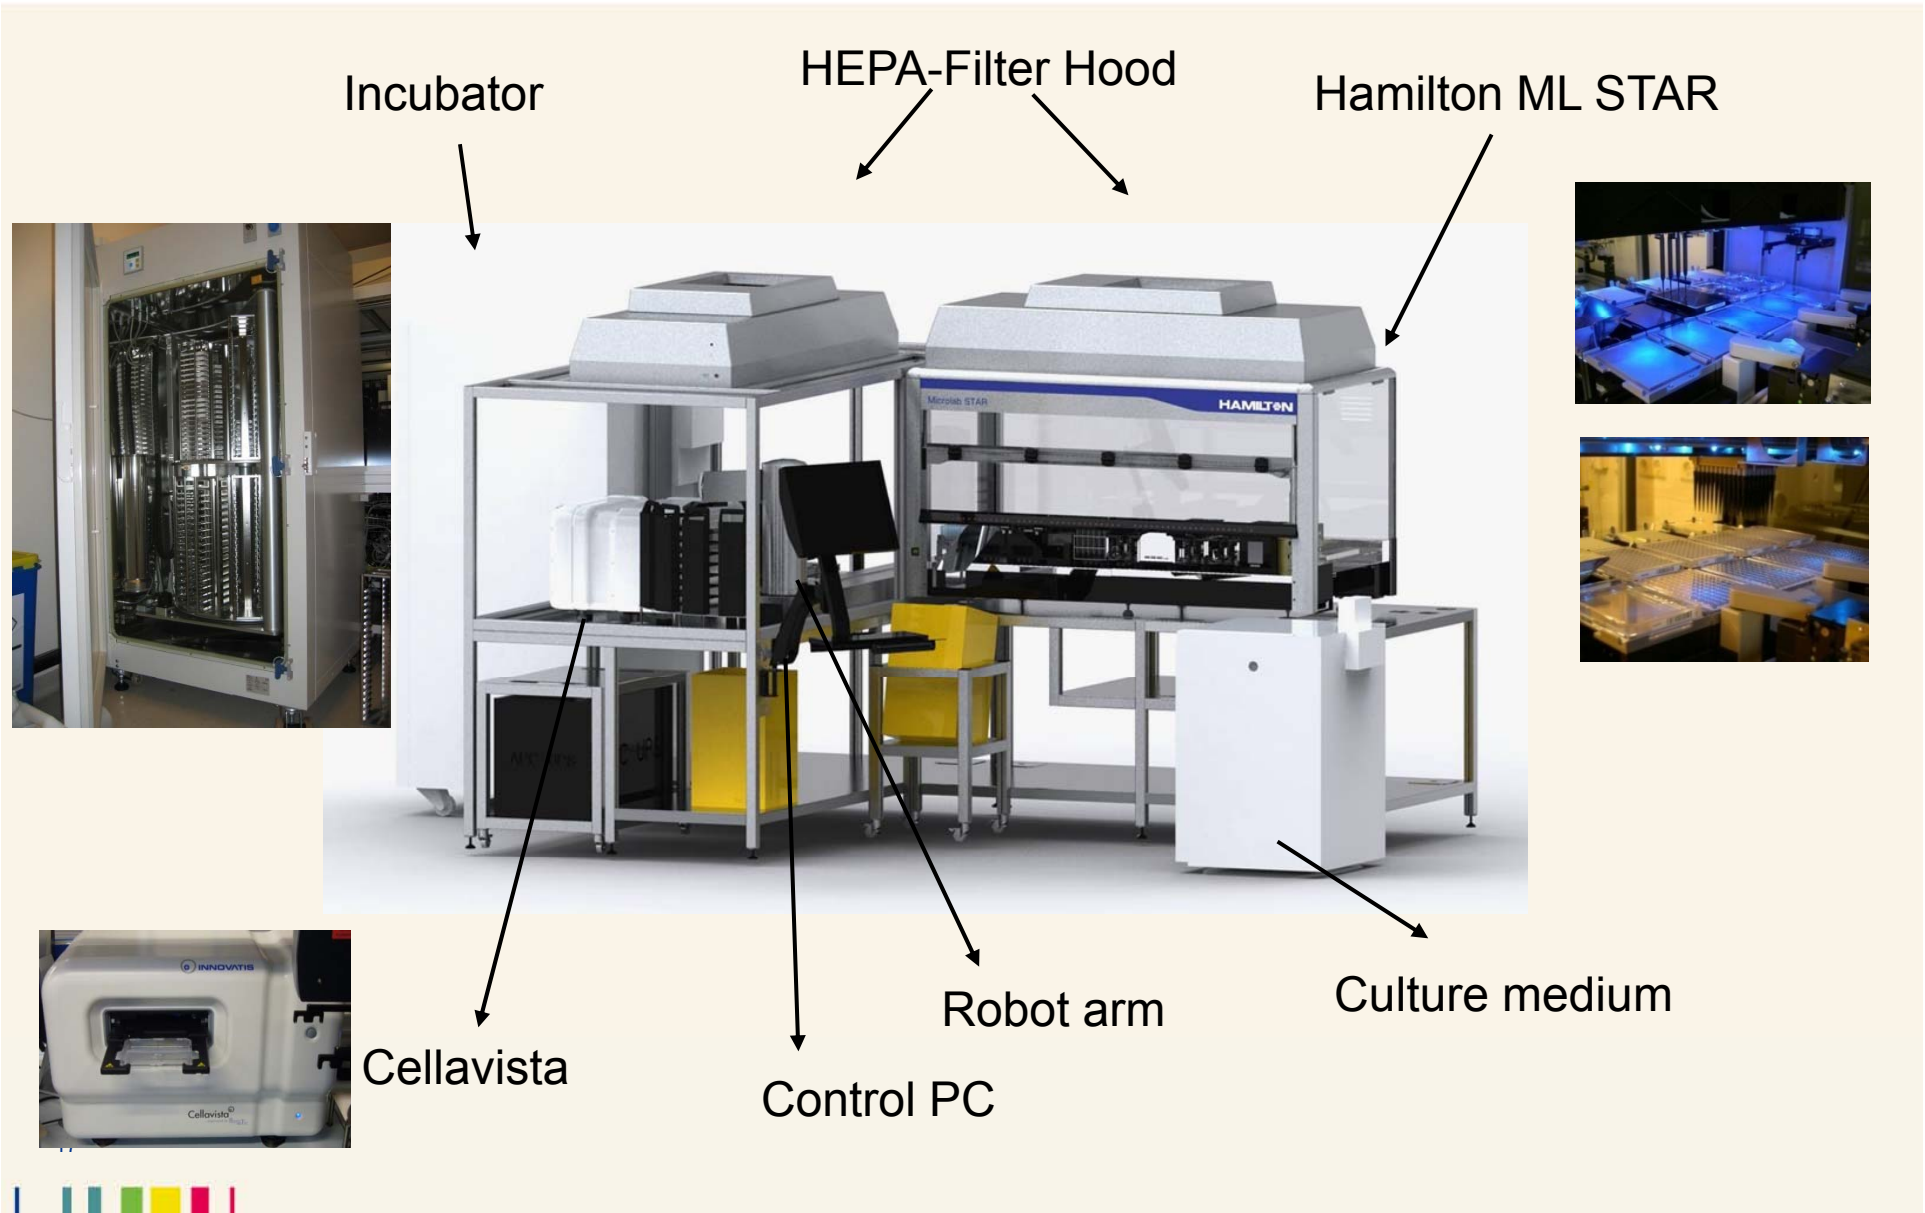 HEPA-Filter Hood
Incubator
Hamilton ML STAR
Microlab STAR
HAMILTON
INNOVATIS
Cellavista
Cellavista
Robot arm
Culture medium
Control PC